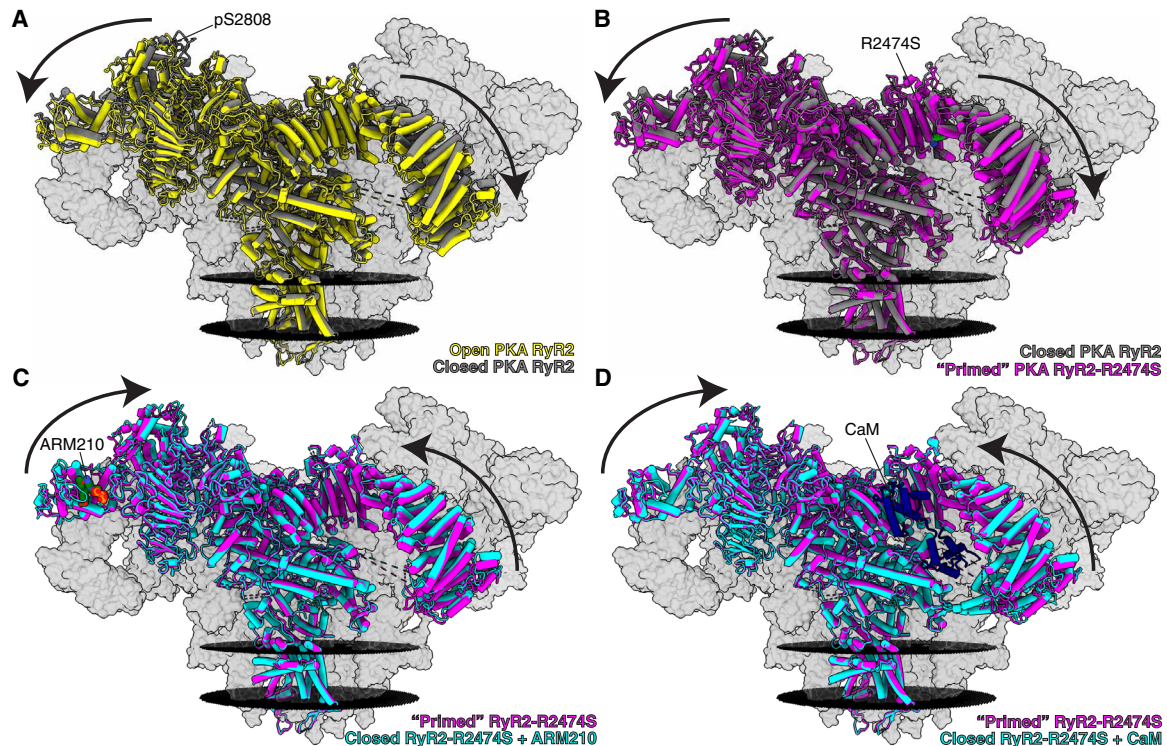 A
pS2808
Open PKA RyR2
Closed PKA RyR2
B
R2474S
Closed PKA RyR2
“Primed” PKA RyR2-R2474S
C
ARM210
“Primed” RyR2-R2474S
Closed RyR2-R2474S + ARM210
D
CaM
“Primed” RyR2-R2474S
Closed RyR2-R2474S + CaM